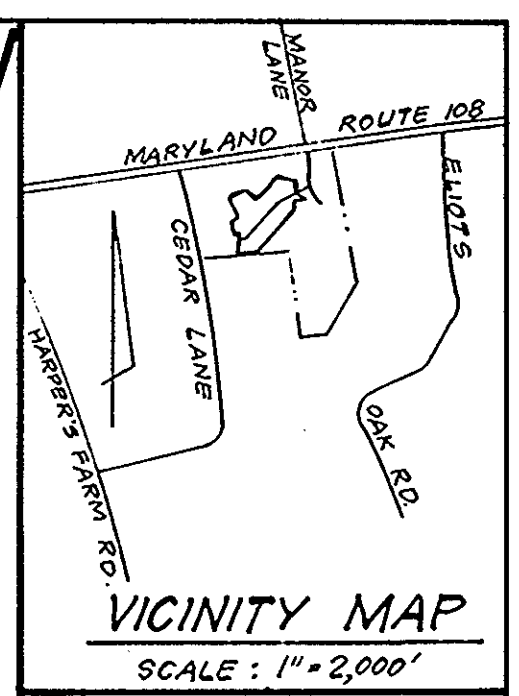 MANOR
LANE
MARYLAND ROUTE 108
ELIOTS
CEDAR LANE
HARPER'S FARM RD.
OAK RD.
VICINITY MAP
SCALE : 1" = 2,000'